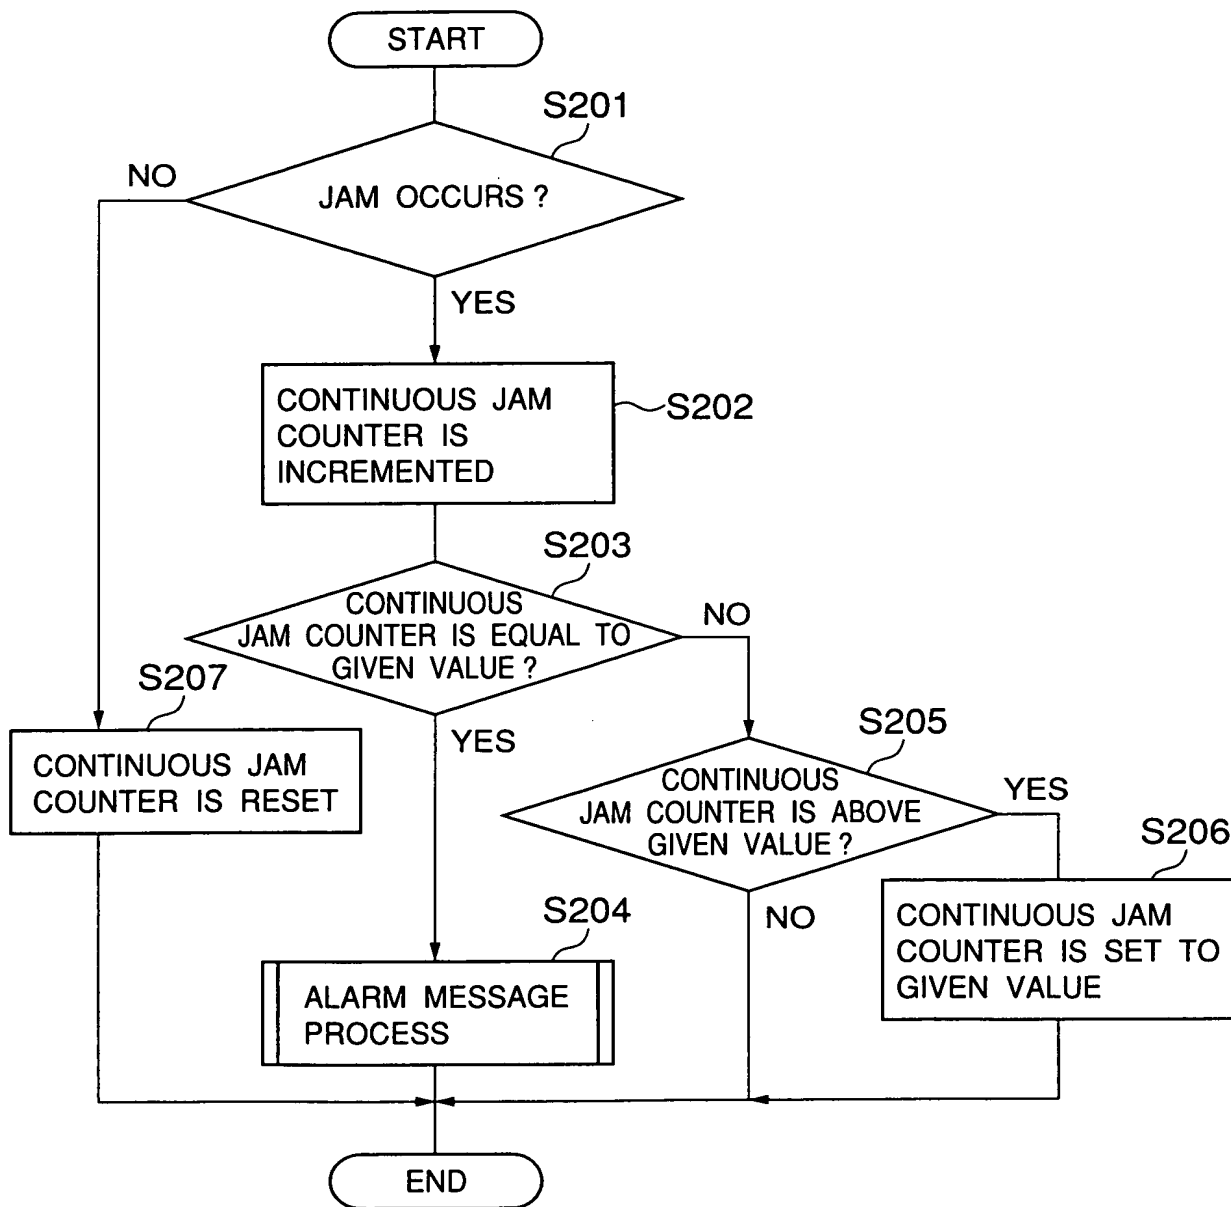 START
S201
NO
JAM OCCURS ?
YES
CONTINUOUS JAM
COUNTER IS
INCREMENTED
S202
S203
CONTINUOUS
JAM COUNTER IS EQUAL TO
GIVEN VALUE ?
NO
S207
YES
CONTINUOUS JAM
COUNTER IS RESET
S205
CONTINUOUS
JAM COUNTER IS ABOVE
GIVEN VALUE ?
YES
S206
NO
CONTINUOUS JAM
COUNTER IS SET TO
GIVEN VALUE
S204
ALARM MESSAGE
PROCESS
END